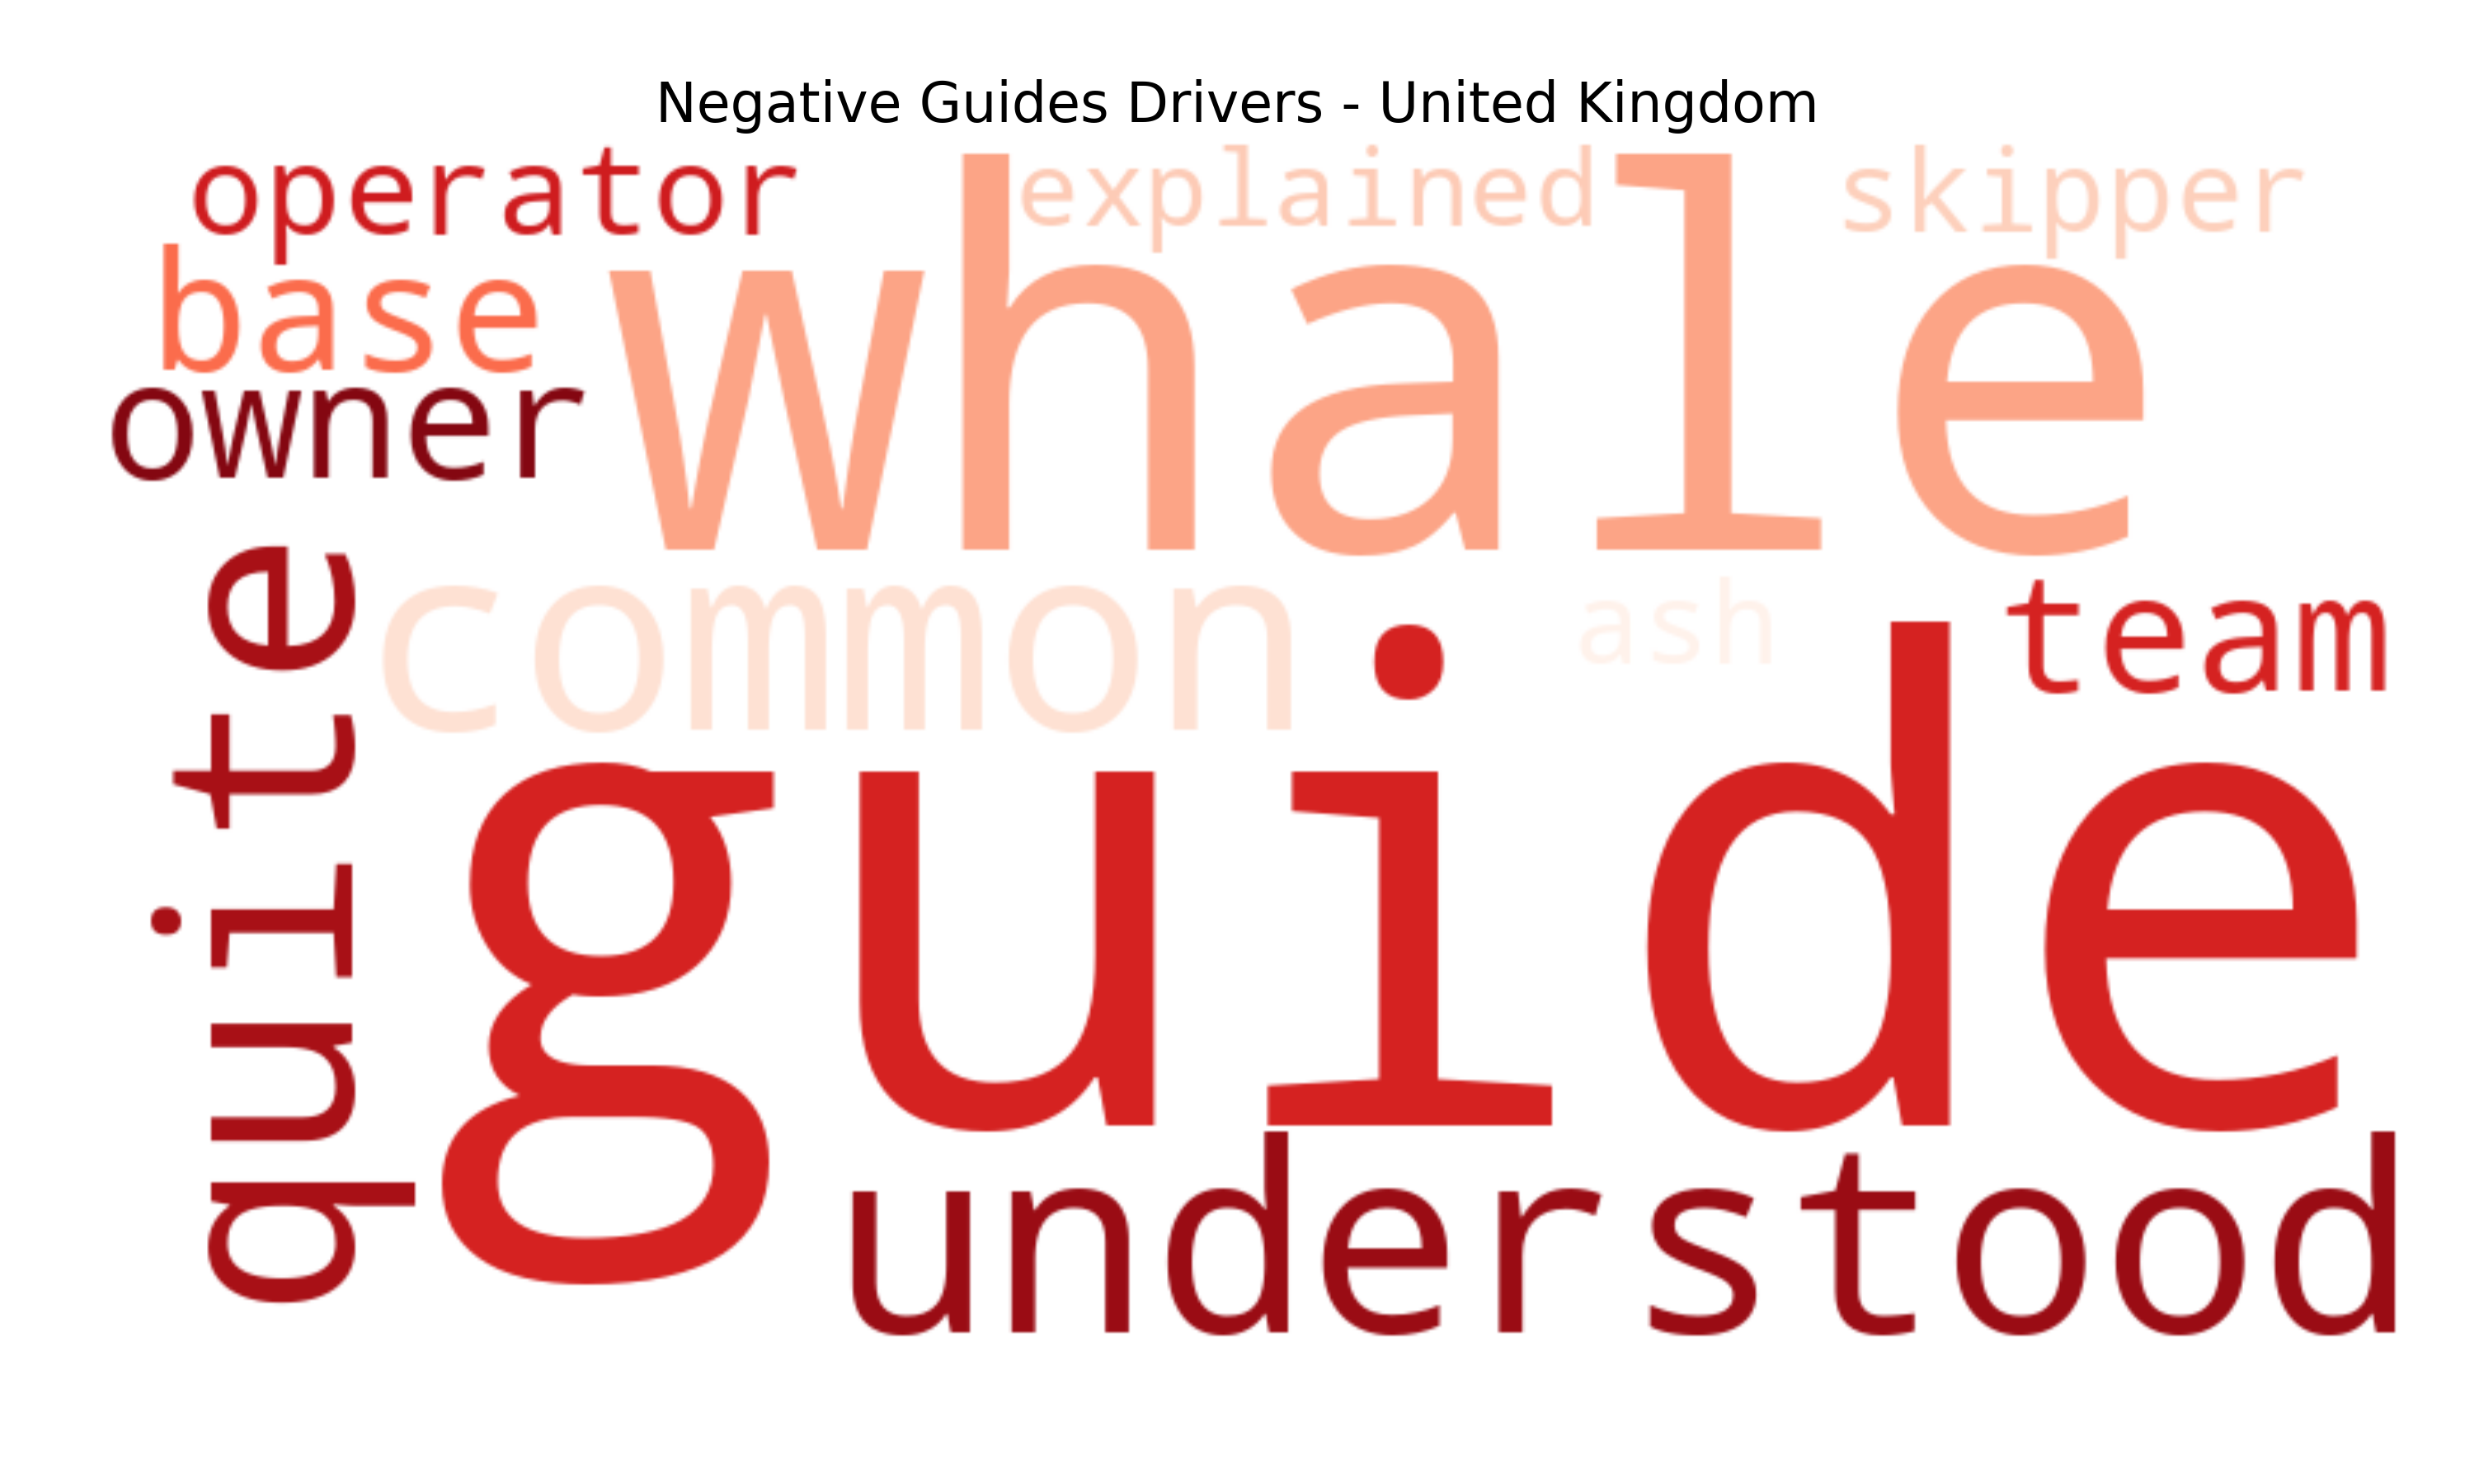 Negative Guides Drivers - United Kingdom
operator
explained
skipper
base
whale
owner
quite
common
ash
team
guide
understood